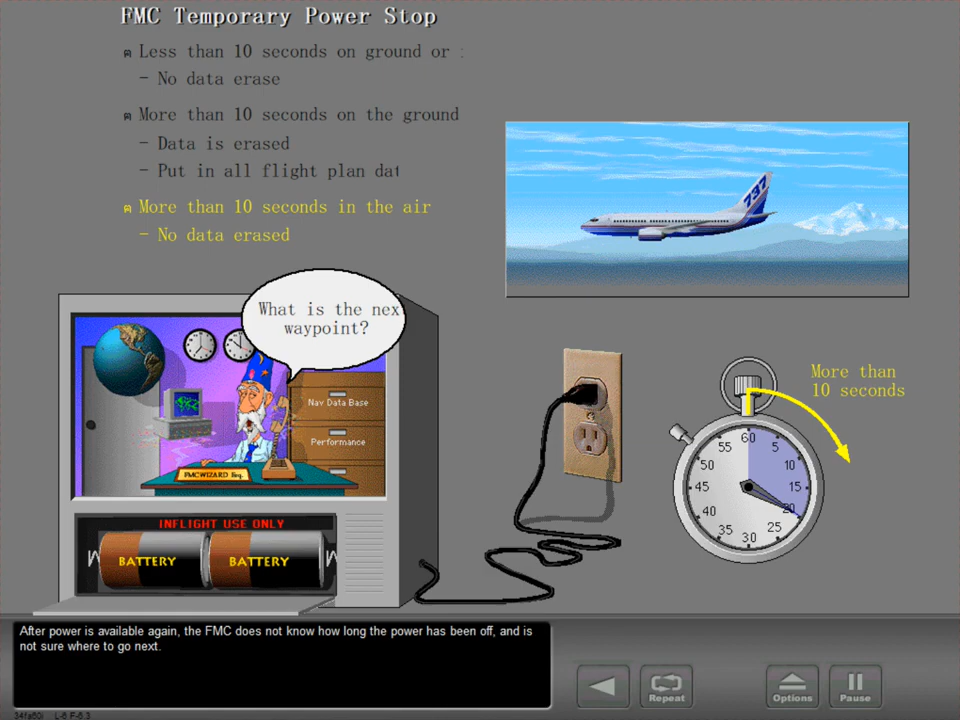 FMC Temporary Power Stop
Less than 10 seconds on ground or
- No data erase
More than 10 seconds on the ground
- Data is erased
- Put in all flight plan dat
More than 10 seconds in the air
- No data erased
737
What is the nex
waypoint?
Nav Data Base
Performance
FMCWIZARD Esq.
INFLIGHT USE ONLY
BATTERY BATTERY
More than
10 seconds
60
55 5
50 10
45 15
40 20
35 25
30
After power is available again, the FMC does not know how long the power has been off, and is
not sure where to go next.
Repeat Options Pause